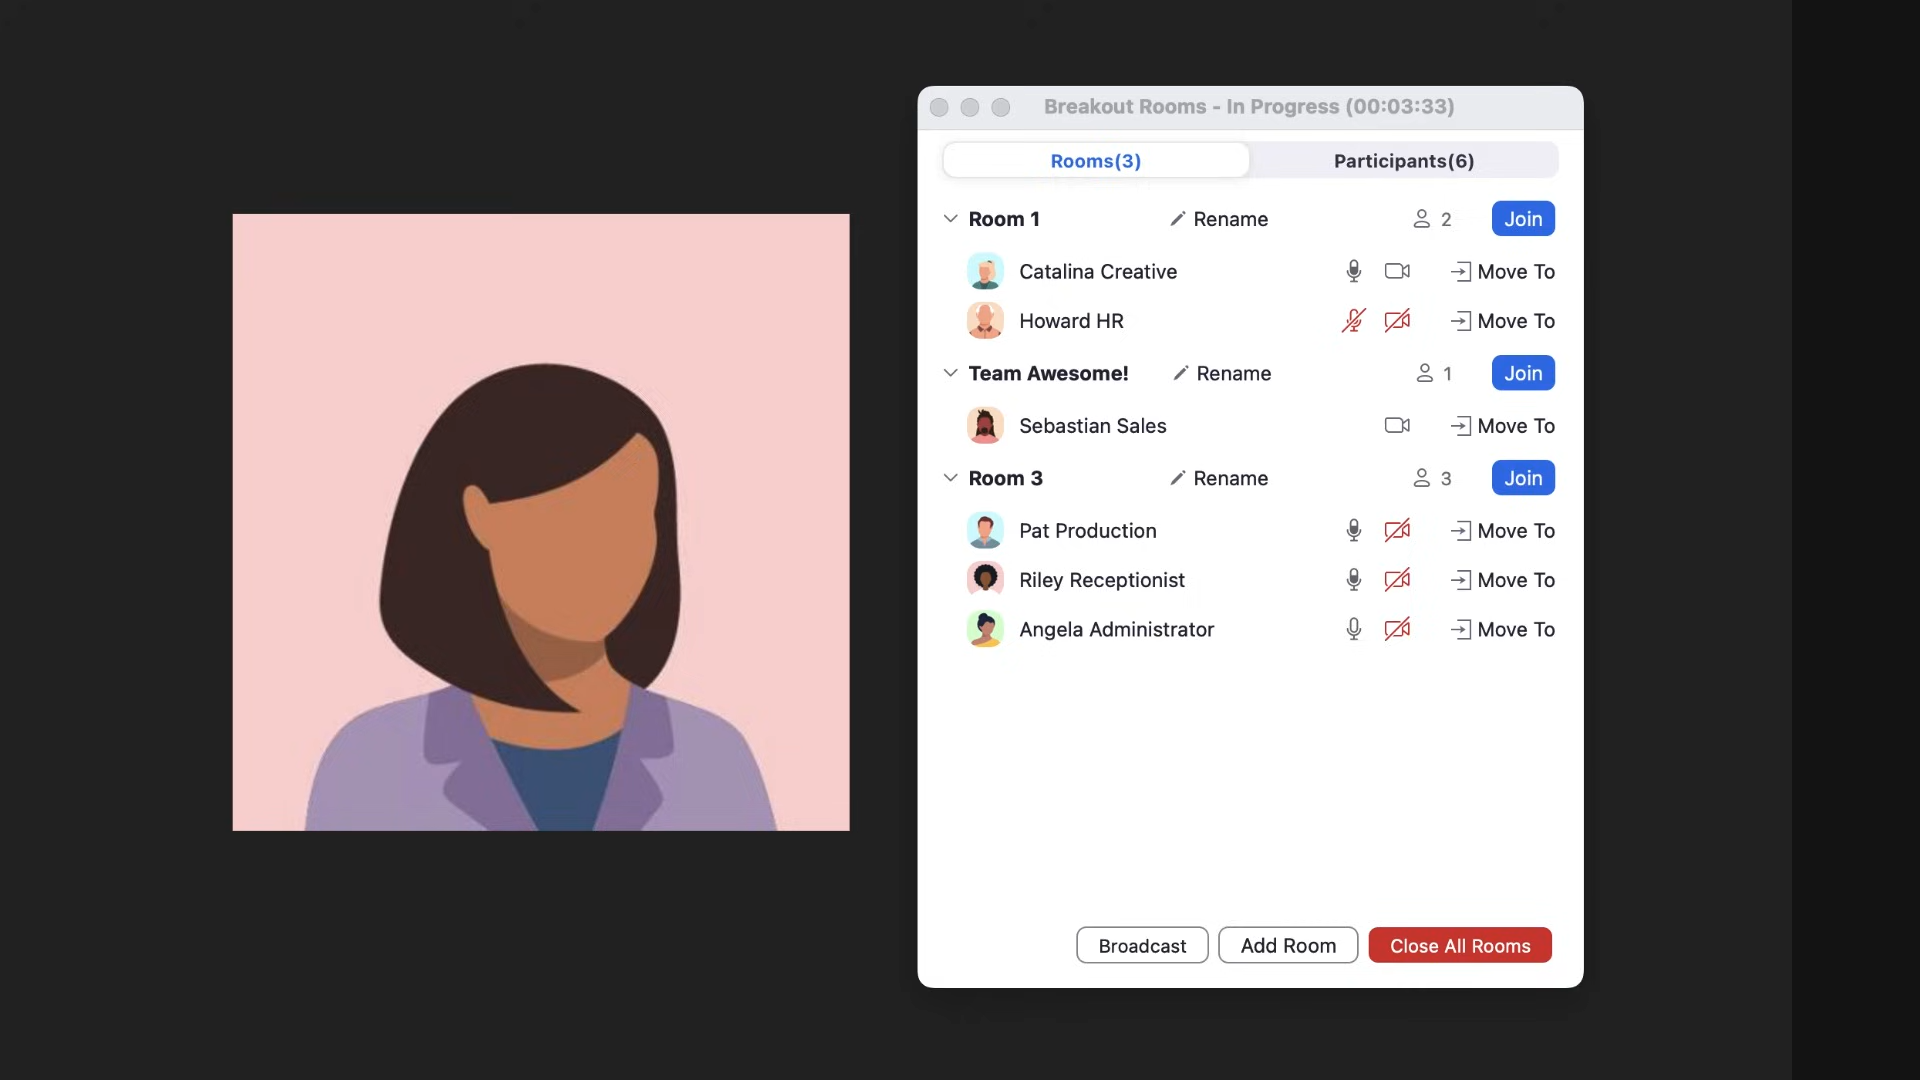 Breakout Rooms - In Progress (00:03:33)
Rooms(3) Participants(6)
Room 1 Rename 2 Join
Catalina Creative Move To
Howard HR Move To
Team Awesome! Rename 1 Join
Sebastian Sales Move To
Room 3 Rename 3 Join
Pat Production Move To
Riley Receptionist Move To
Angela Administrator Move To
Broadcast Add Room Close All Rooms